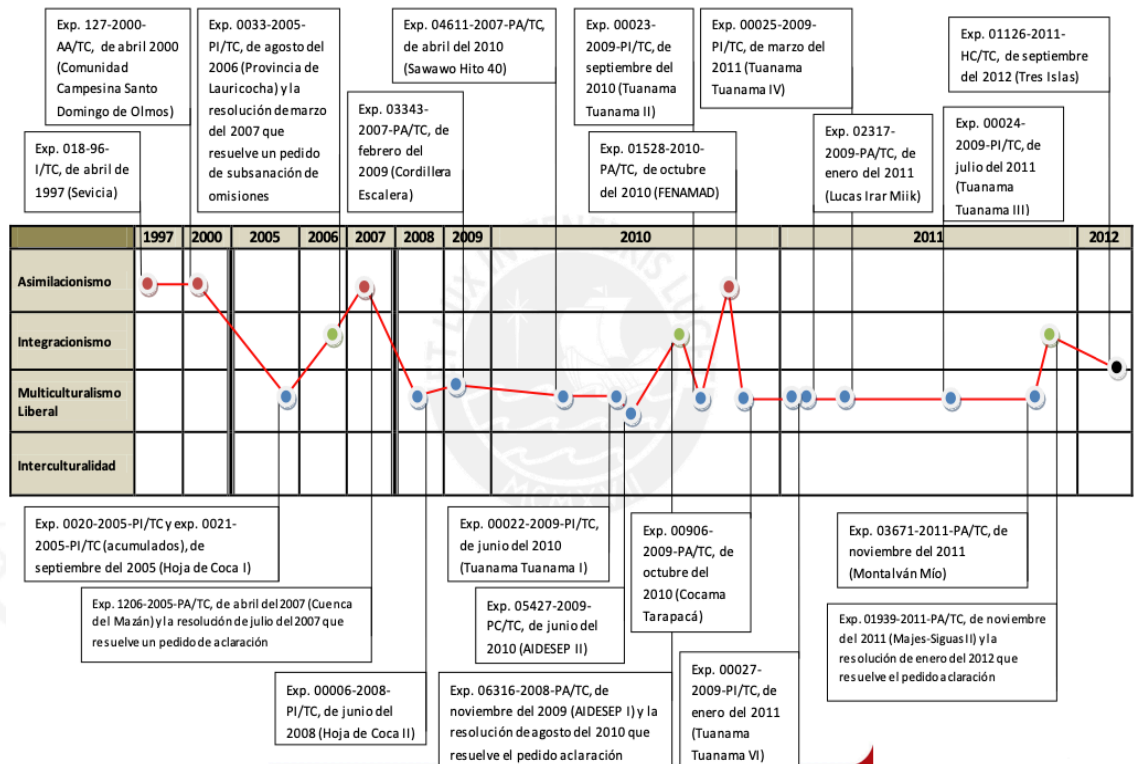 Exp. 127-2000-
AA/TC, de abril 2000
(Comunidad
Campesina Santo
Domingo de Olmos)
Exp. 0033-2005-
PI/TC, de agosto del
2006 (Provincia de
Lauricocha) y la
resolución de marzo
del 2007 que
resuelve un pedido
de subsanación de
omisiones
Exp. 04611-2007-PA/TC,
de abril del 2010
(Sawawo Hito 40)
Exp. 00023-
2009-PI/TC, de
septiembre del
2010 (Tuanama
Tuanama II)
Exp. 00025-2009-
PI/TC, de marzo del
2011 (Tuanama
Tuanama IV)
Exp. 01126-2011-
HC/TC, de septiembre
del 2012 (Tres Islas)
Exp. 018-96-
I/TC, de abril de
1997 (Sevicia)
Exp. 03343-
2007-PA/TC, de
febrero del
2009 (Cordillera
Escalera)
Exp. 01528-2010-
PA/TC, de octubre
del 2010 (FENAMAD)
Exp. 02317-
2009-PA/TC, de
enero del 2011
(Lucas Irar Miik)
Exp. 00024-
2009-PI/TC, de
julio del 2011
(Tuanama
Tuanama III)
1997 2000 2005 2006 2007 2008 2009 2010 2011 2012
Asimilacionismo
Integracionismo
Multiculturalismo
Liberal
Interculturalidad
MCMXVII
Exp. 0020-2005-PI/TC y exp. 0021-
2005-PI/TC (acumulados), de
septiembre del 2005 (Hoja de Coca I)
Exp. 00022-2009-PI/TC,
de junio del 2010
(Tuanama Tuanama I)
Exp. 00906-
2009-PA/TC, de
octubre del
2010 (Cocama
Tarapacá)
Exp. 03671-2011-PA/TC, de
noviembre del 2011
(Montalván Mío)
Exp. 1206-2005-PA/TC, de abril del 2007 (Cuenca
del Mazán) y la resolución de julio del 2007 que
resuelve un pedido de aclaración
Exp. 05427-2009-
PC/TC, de junio del
2010 (AIDESEP II)
Exp. 01939-2011-PA/TC, de noviembre
del 2011 (Majes-Siguas II) y la
resolución de enero del 2012 que
resuelve el pedido aclaración
Exp. 00006-2008-
PI/TC, de junio del
2008 (Hoja de Coca II)
Exp. 06316-2008-PA/TC, de
noviembre del 2009 (AIDESEP I) y la
resolución de agosto del 2010 que
resuelve el pedido aclaración
Exp. 00027-
2009-PI/TC, de
enero del 2011
(Tuanama
Tuanama VI)